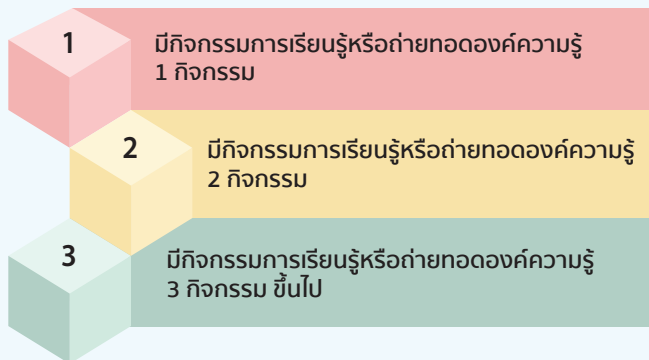 1
มีกิจกรรมการเรียนรู้หรือถ่ายทอดองค์ความรู้
1 กิจกรรม
2
มีกิจกรรมการเรียนรู้หรือถ่ายทอดองค์ความรู้
2 กิจกรรม
3
มีกิจกรรมการเรียนรู้หรือถ่ายทอดองค์ความรู้
3 กิจกรรม ขึ้นไป